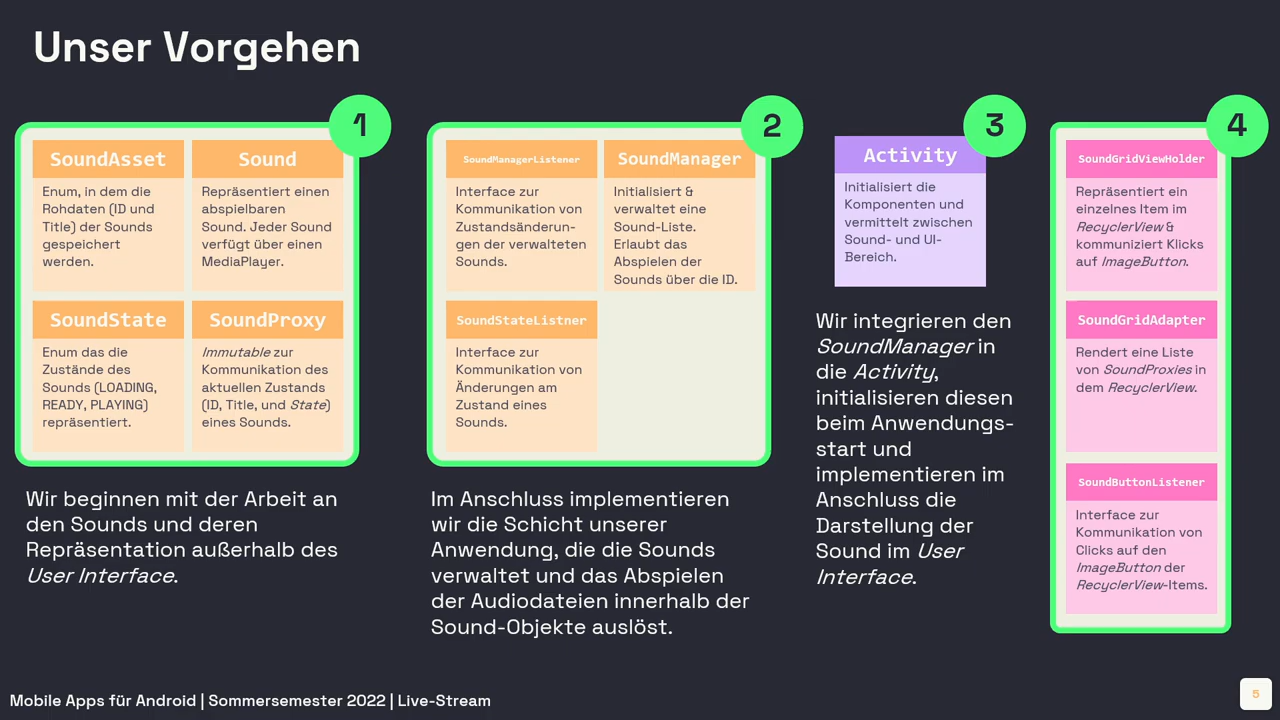 Unser Vorgehen
1
SoundAsset
Enum, in dem die
Rohdaten (ID und
Title) der Sounds
gespeichert
werden.
Sound
Repräsentiert einen
abspielbaren
Sound. Jeder Sound
verfügt über einen
MediaPlayer.
SoundState
Enum das die
Zustände des
Sounds (LOADING,
READY, PLAYING)
repräsentiert.
SoundProxy
Immutable zur
Kommunikation des
aktuellen Zustands
(ID, Title, und State)
eines Sounds.
Wir beginnen mit der Arbeit an
den Sounds und deren
Repräsentation außerhalb des
User Interface.
2
SoundManagerListener
Interface zur
Kommunikation von
Zustandsänderun-
gen der verwalteten
Sounds.
SoundManager
Initialisiert &
verwaltet eine
Sound-Liste.
Erlaubt das
Abspielen der
Sounds über die ID.
SoundStateListner
Interface zur
Kommunikation von
Änderungen am
Zustand eines
Sounds.
Im Anschluss implementieren
wir die Schicht unserer
Anwendung, die die Sounds
verwaltet und das Abspielen
der Audiodateien innerhalb der
Sound-Objekte auslöst.
3
Activity
Initialisiert die
Komponenten und
vermittelt zwischen
Sound- und UI-
Bereich.
Wir integrieren den
SoundManager in
die Activity,
initialisieren diesen
beim Anwendungs-
start und
implementieren im
Anschluss die
Darstellung der
Sound im User
Interface.
4
SoundGridViewHolder
Repräsentiert ein
einzelnes Item im
RecyclerView &
kommuniziert Klicks
auf ImageButton.
SoundGridAdapter
Rendert eine Liste
von SoundProxies in
dem RecyclerView.
SoundButtonListener
Interface zur
Kommunikation von
Clicks auf den
ImageButton der
RecyclerView-Items.
Mobile Apps für Android | Sommersemester 2022 | Live-Stream
5